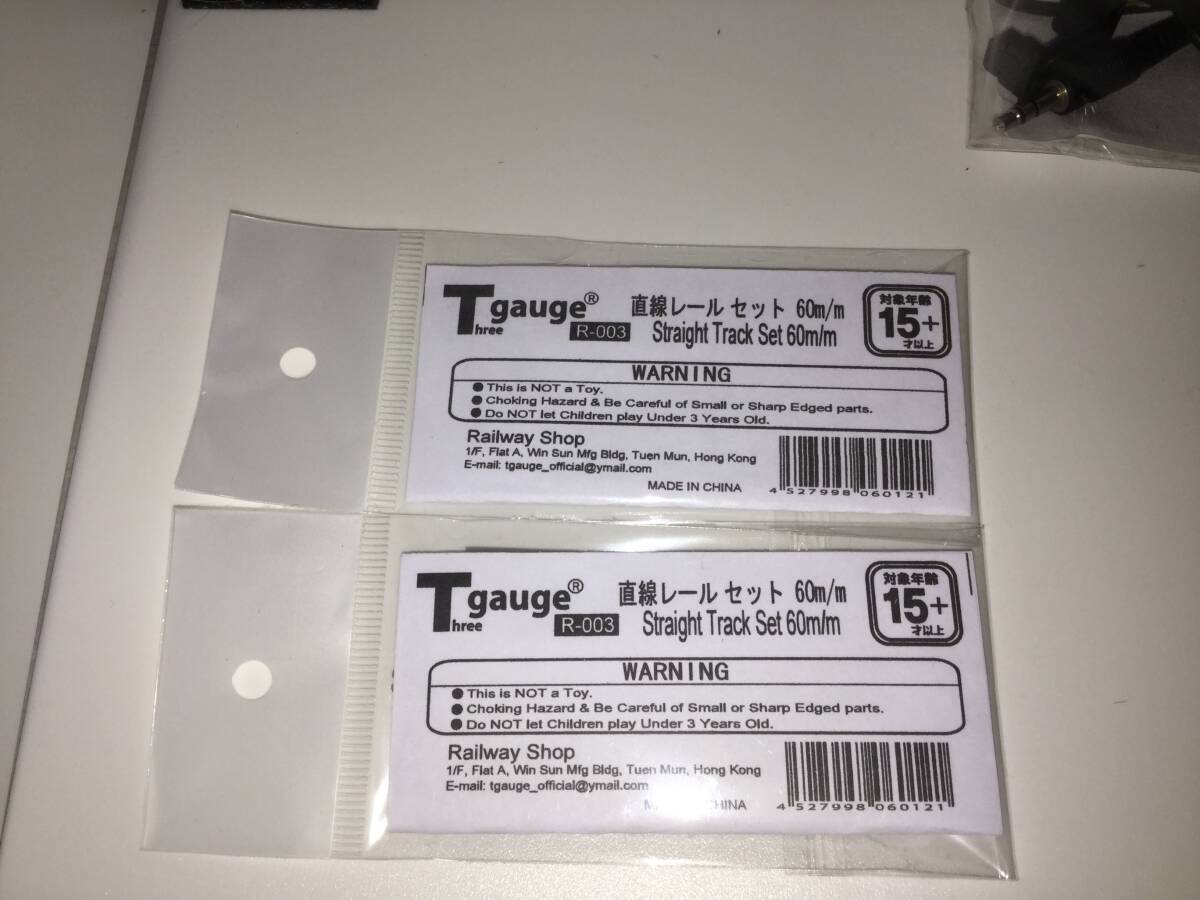 Tgauge® 直線レール セット 60m/m
Three R-003 Straight Track Set 60m/m
対象年齢
15+
才以上
WARNING
●This is NOT a Toy.
●Choking Hazard & Be Careful of Small or Sharp Edged parts.
●Do NOT let Children play Under 3 Years Old.
Railway Shop
1/F, Flat A, Win Sun Mfg Bldg, Tuen Mun, Hong Kong
E-mail: tgauge_official@ymail.com
MADE IN CHINA
4 527998 060121
Tgauge® 直線レール セット 60m/m
Three R-003 Straight Track Set 60m/m
対象年齢
15+
才以上
WARNING
●This is NOT a Toy.
●Choking Hazard & Be Careful of Small or Sharp Edged parts.
●Do NOT let Children play Under 3 Years Old.
Railway Shop
1/F, Flat A, Win Sun Mfg Bldg, Tuen Mun, Hong Kong
E-mail: tgauge_official@ymail.com
CHINA
4 527998 060121